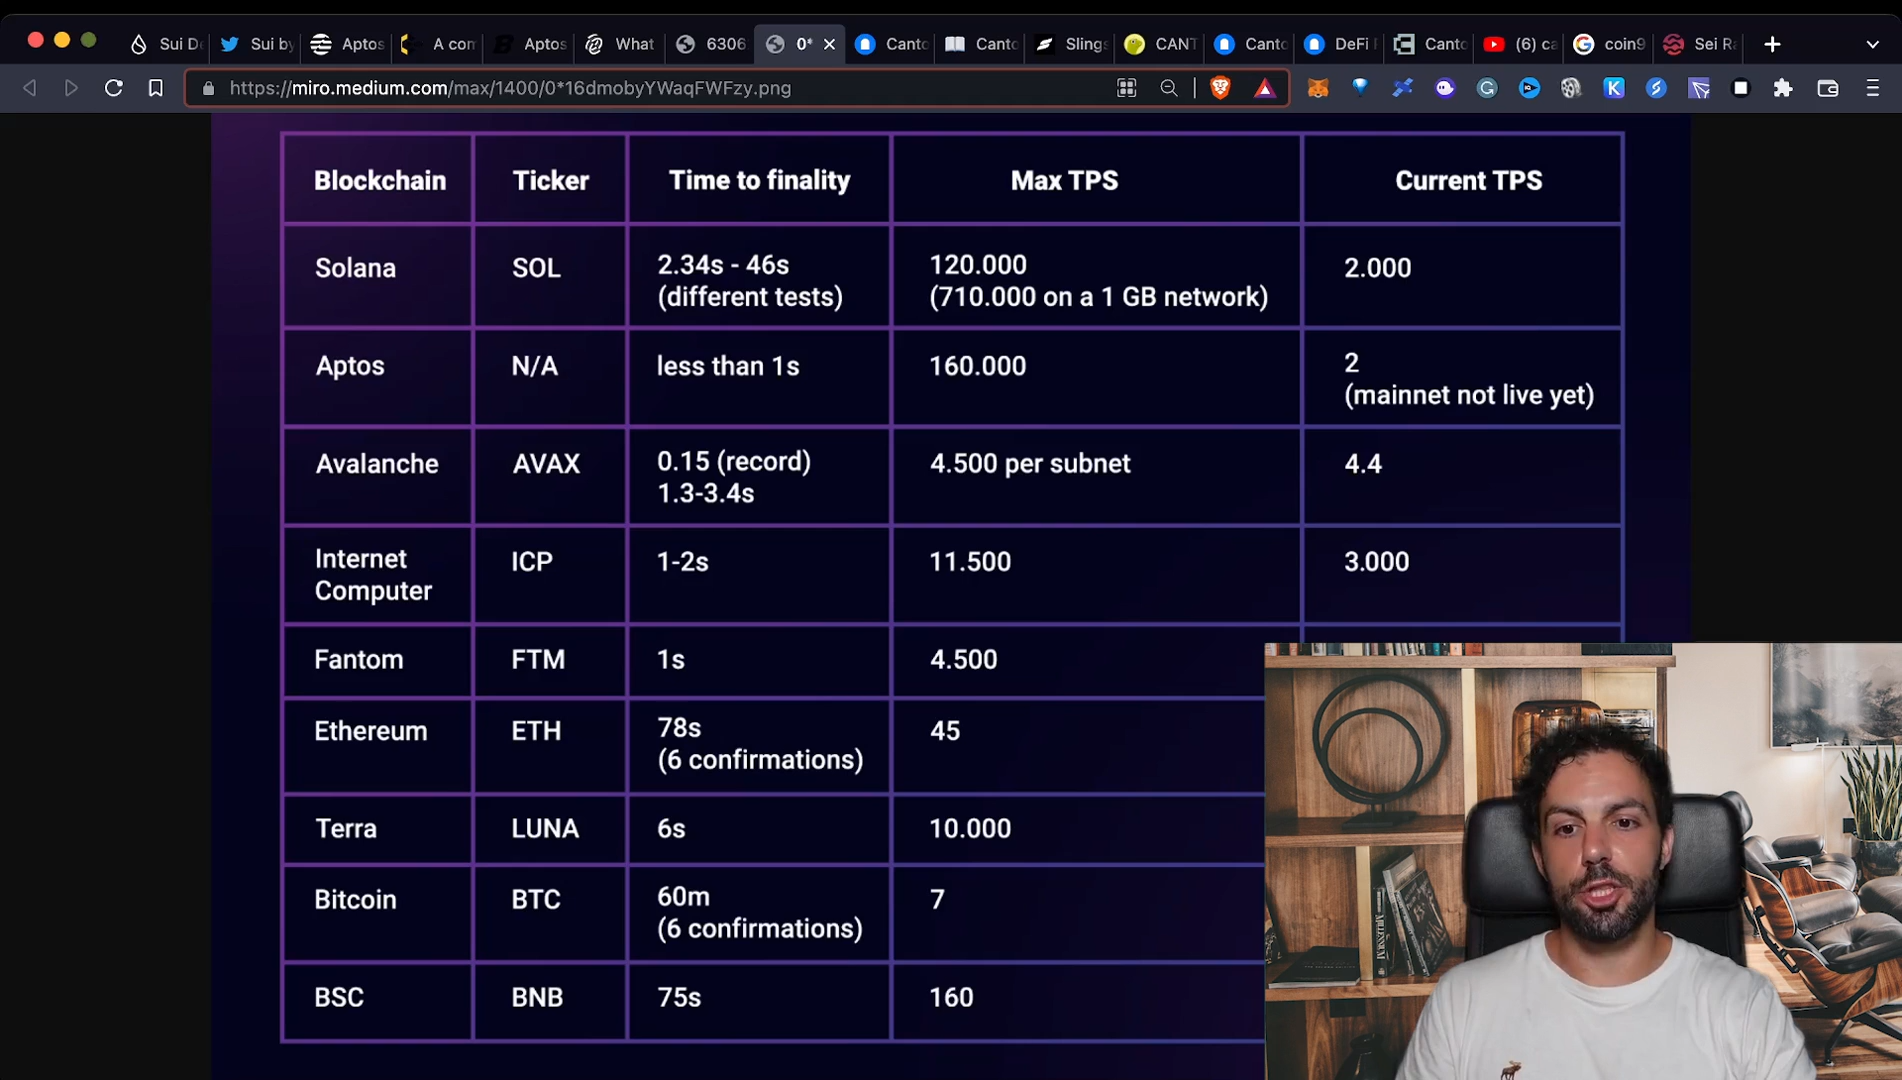 Sui De
Sui by
Aptos
A com
Aptos
What
6306
0*
Canto
Canto
Slings
CANT
Canto
DeFi
Canto
(6) ca
coin9
Sei Ra
https://miro.medium.com/max/1400/0*16dmobyYWaqFWFzy.png
Blockchain Ticker Time to finality Max TPS Current TPS
Solana SOL 2.34s - 46s 120.000 2.000
(different tests) (710.000 on a 1 GB network)
Aptos N/A less than 1s 160.000 2
(mainnet not live yet)
Avalanche AVAX 0.15 (record) 4.500 per subnet 4.4
1.3-3.4s
Internet ICP 1-2s 11.500 3.000
Computer
Fantom FTM 1s 4.500
Ethereum ETH 78s 45
(6 confirmations)
Terra LUNA 6s 10.000
Bitcoin BTC 60m 7
(6 confirmations)
BSC BNB 75s 160
MILLENNIUM